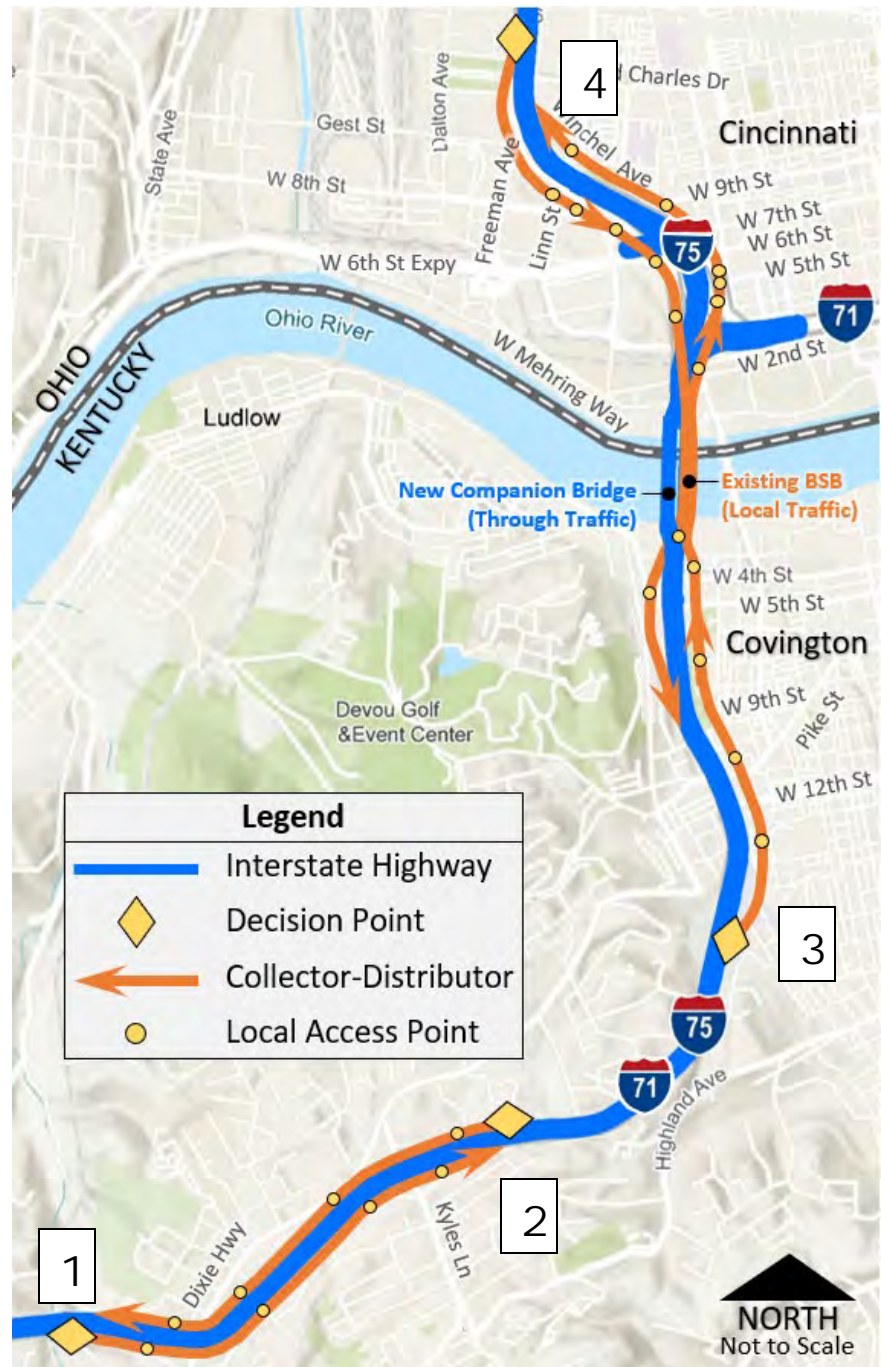 4
d Charles Dr
Dalton Ave
Winchel Ave
Cincinnati
State Ave
Gest St
W 8th St
Freeman Ave
Linn St
W 9th St
W 7th St
W 6th St
W 5th St
75
71
W 6th St Expy
W 2nd St
Ohio River
W Mehring Way
OHIO
KENTUCKY
Ludlow
New Companion Bridge
(Through Traffic)
Existing BSB
(Local Traffic)
W 4th St
W 5th St
Covington
W 9th St
Pike St
W 12th St
Devou Golf
&Event Center
Legend
Interstate Highway
Decision Point
Collector-Distributor
Local Access Point
3
75
71
Highland Ave
2
Kyles Ln
1
Dixie Hwy
NORTH
Not to Scale